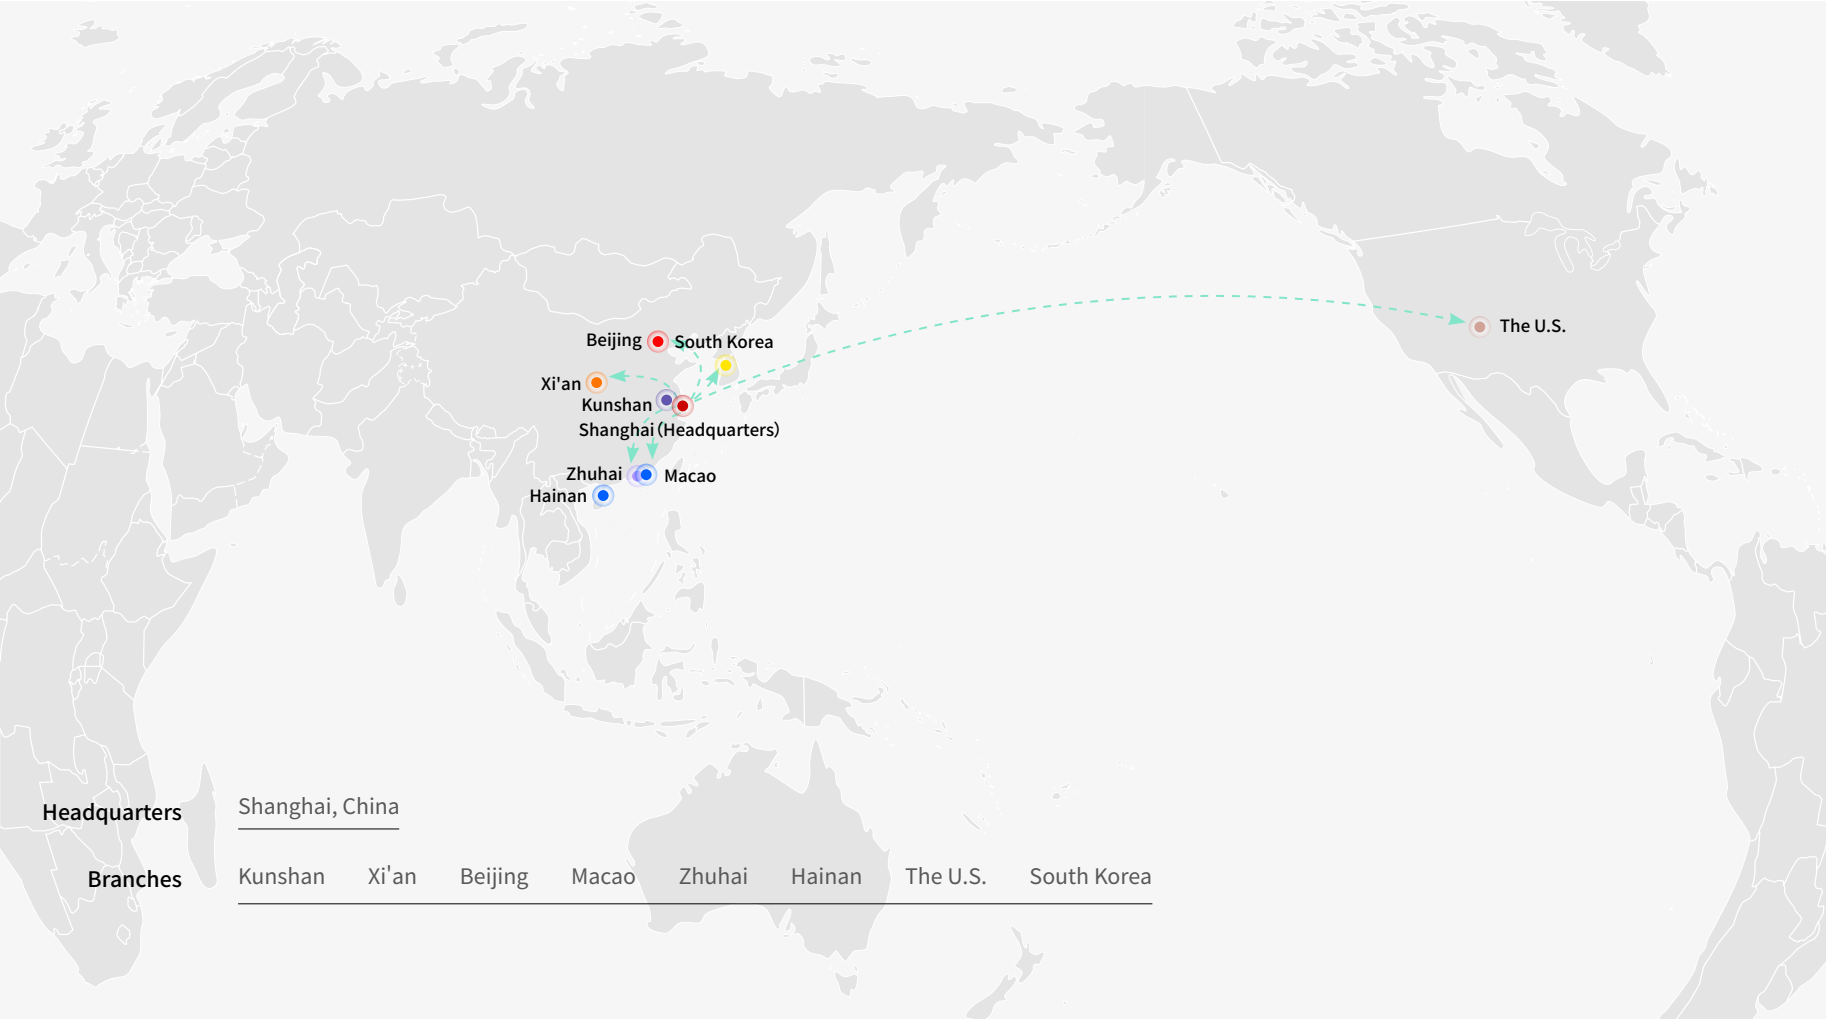 Beijing
South Korea
The U.S.
Xi'an
Kunshan
Shanghai(Headquarters)
Zhuhai
Macao
Hainan
Headquarters
Shanghai, China
Branches
Kunshan Xi'an Beijing Macao Zhuhai Hainan The U.S. South Korea